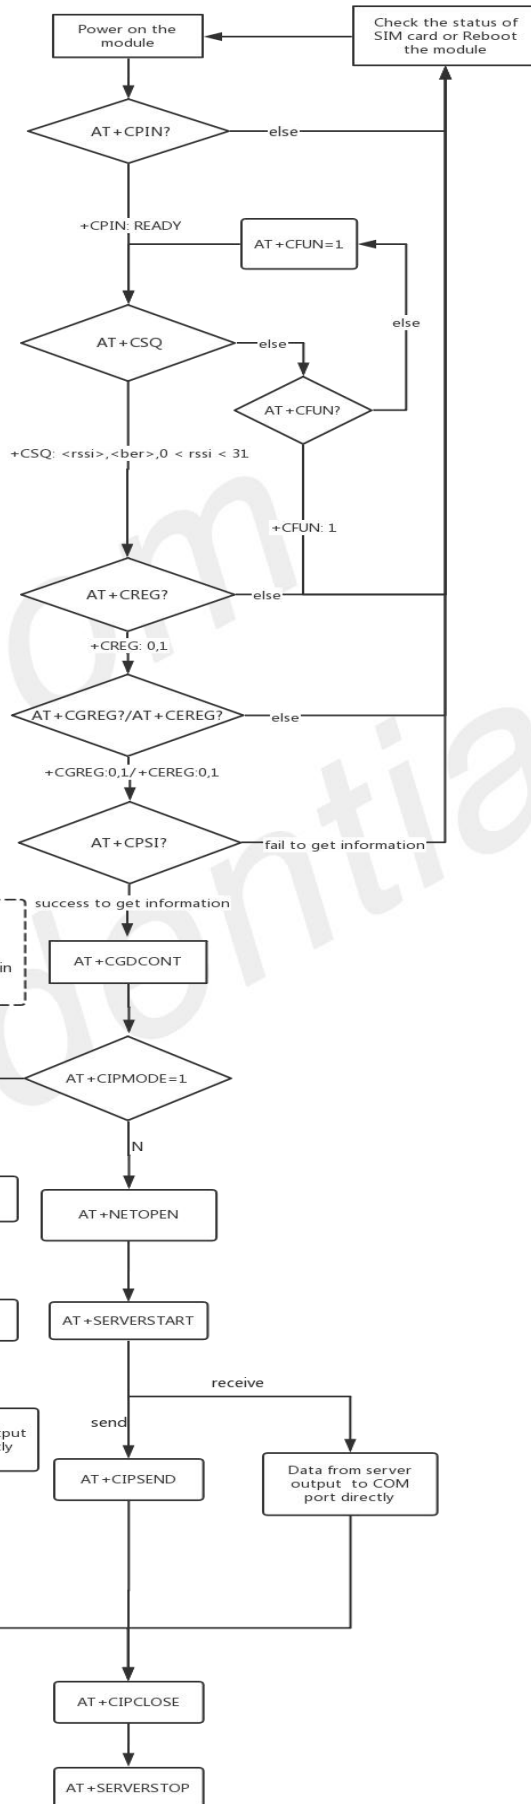 Power on the
module
Check the status of
SIM card or Reboot
the module
AT+CPIN?
else
+CPIN: READY
AT+CFUN=1
else
AT+CSQ
else
AT+CFUN?
+CSQ: <rssi>,<ber>,0 < rssi < 31
+CFUN: 1
AT+CREG?
else
+CREG: 0,1
AT+CGREG?/AT+CEREG?
else
+CGREG:0,1/+CEREG:0,1
AT+CPSI?
fail to get information
success to get information
AT+CGDCONT
in
AT+CIPMODE=1
N
AT+NETOPEN
AT+SERVERSTART
receive
send
tput
ly
AT+CIPSEND
Data from server
output to COM
port directly
AT+CIPCLOSE
AT+SERVERSTOP